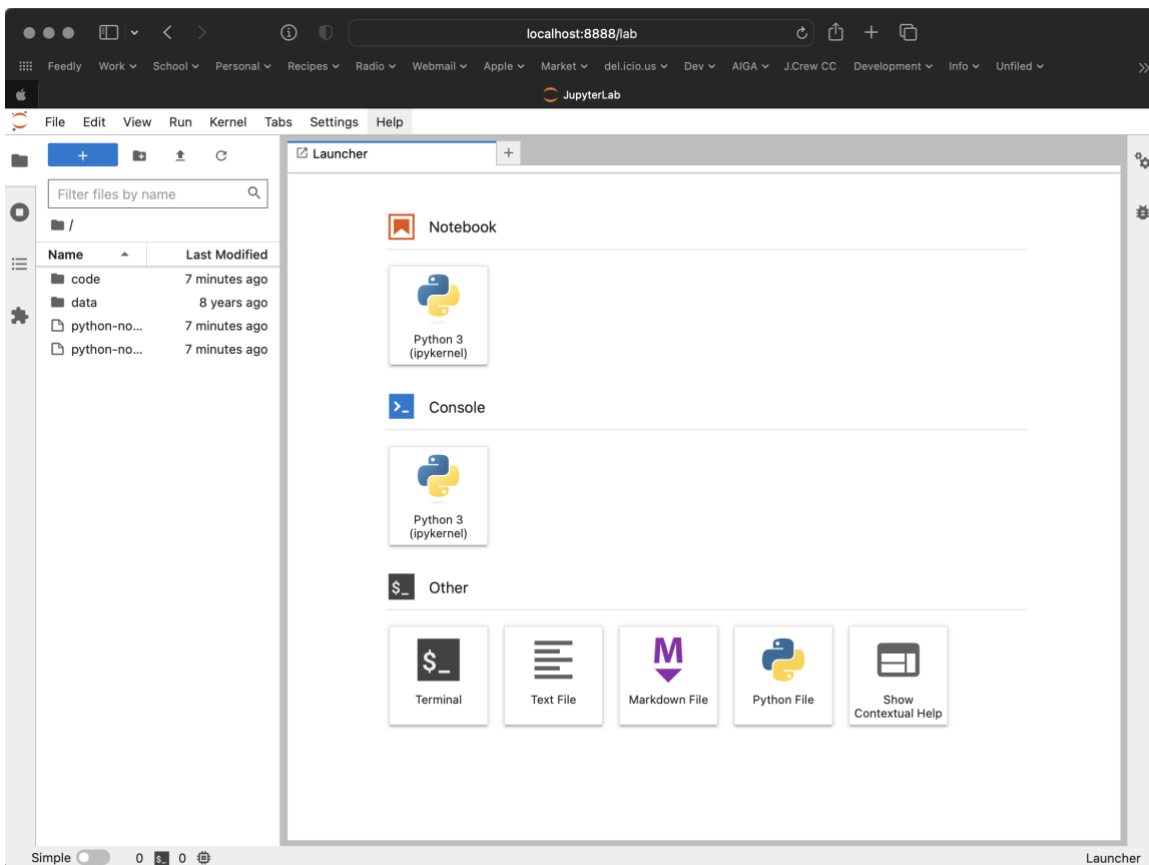 localhost:8888/lab
Feedly Work School Personal Recipes Radio Webmail Apple Market del.icio.us Dev AIGA J.Crew CC Development Info Unfiled
JupyterLab
File Edit View Run Kernel Tabs Settings Help
+
Launcher +
Filter files by name
/
Name Last Modified
code 7 minutes ago
data 8 years ago
python-no... 7 minutes ago
python-no... 7 minutes ago
Notebook
Python 3
(ipykernel)
>_ Console
Python 3
(ipykernel)
$_ Other
$_
Terminal
Text File
M
Markdown File
Python File
Show
Contextual Help
Simple 0 $_ 0 Launcher